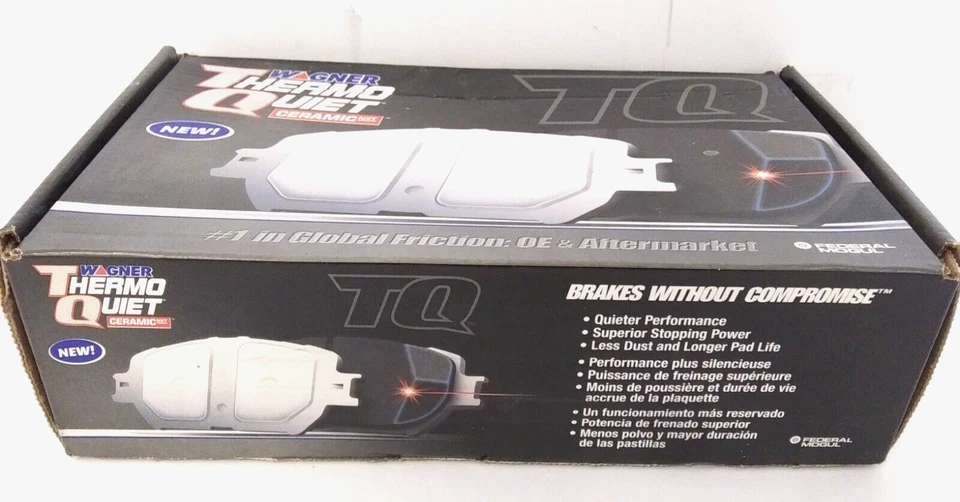 WAGNER
THERMO
QUIET
CERAMIC
NEW!
TQ
#1 in Global Friction: OE & Aftermarket
FEDERAL
MOGUL
WAGNER
THERMO
QUIET
CERAMIC
NEW!
TQ
BRAKES WITHOUT COMPROMISE™
• Quieter Performance
• Superior Stopping Power
• Less Dust and Longer Pad Life
• Performance plus silencieuse
• Puissance de freinage supérieure
• Moins de poussière et durée de vie
accrue de la plaquette
• Un funcionamiento más reservado
• Potencia de frenado superior
• Menos polvo y mayor duración
de las pastillas
FEDERAL
MOGUL